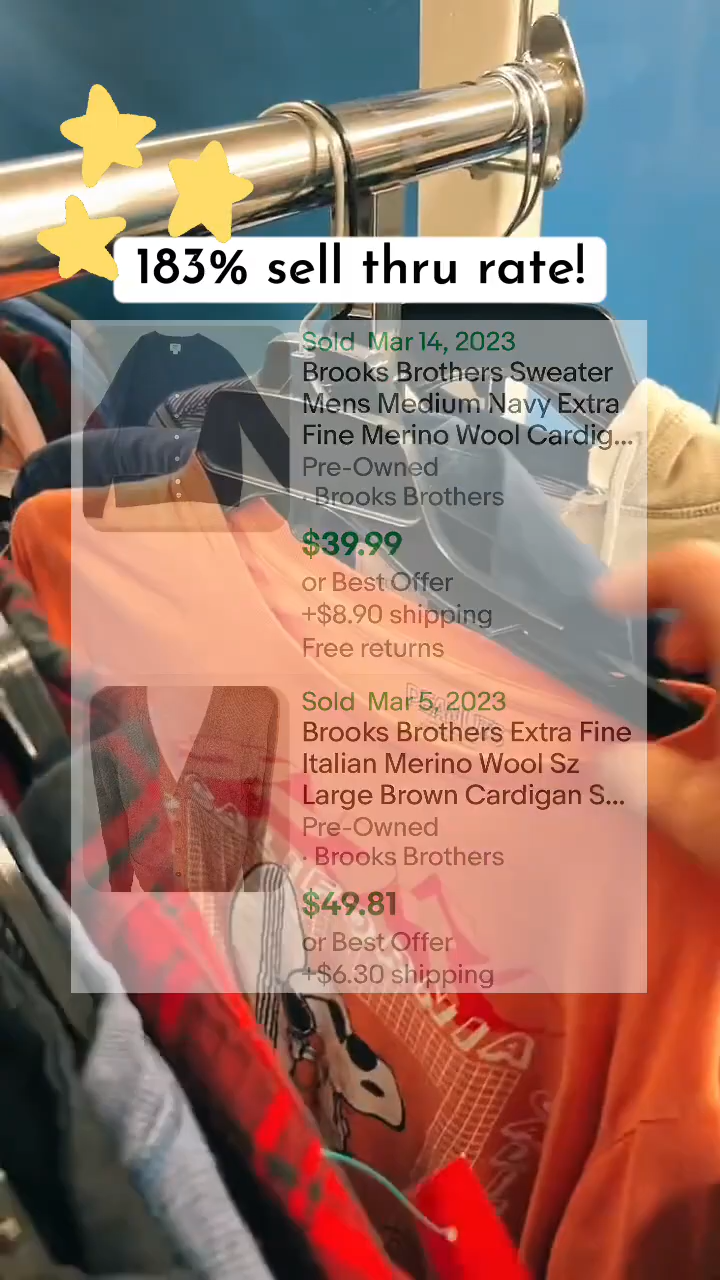 183% sell thru rate!
Sold Mar 14, 2023
Brooks Brothers Sweater
Mens Medium Navy Extra
Fine Merino Wool Cardig...
Pre-Owned
· Brooks Brothers
$39.99
or Best Offer
+$8.90 shipping
Free returns
Sold Mar 5, 2023
PEANUTS
Brooks Brothers Extra Fine
Italian Merino Wool Sz
Large Brown Cardigan S...
Pre-Owned
· Brooks Brothers
$49.81
or Best Offer
+$6.30 shipping